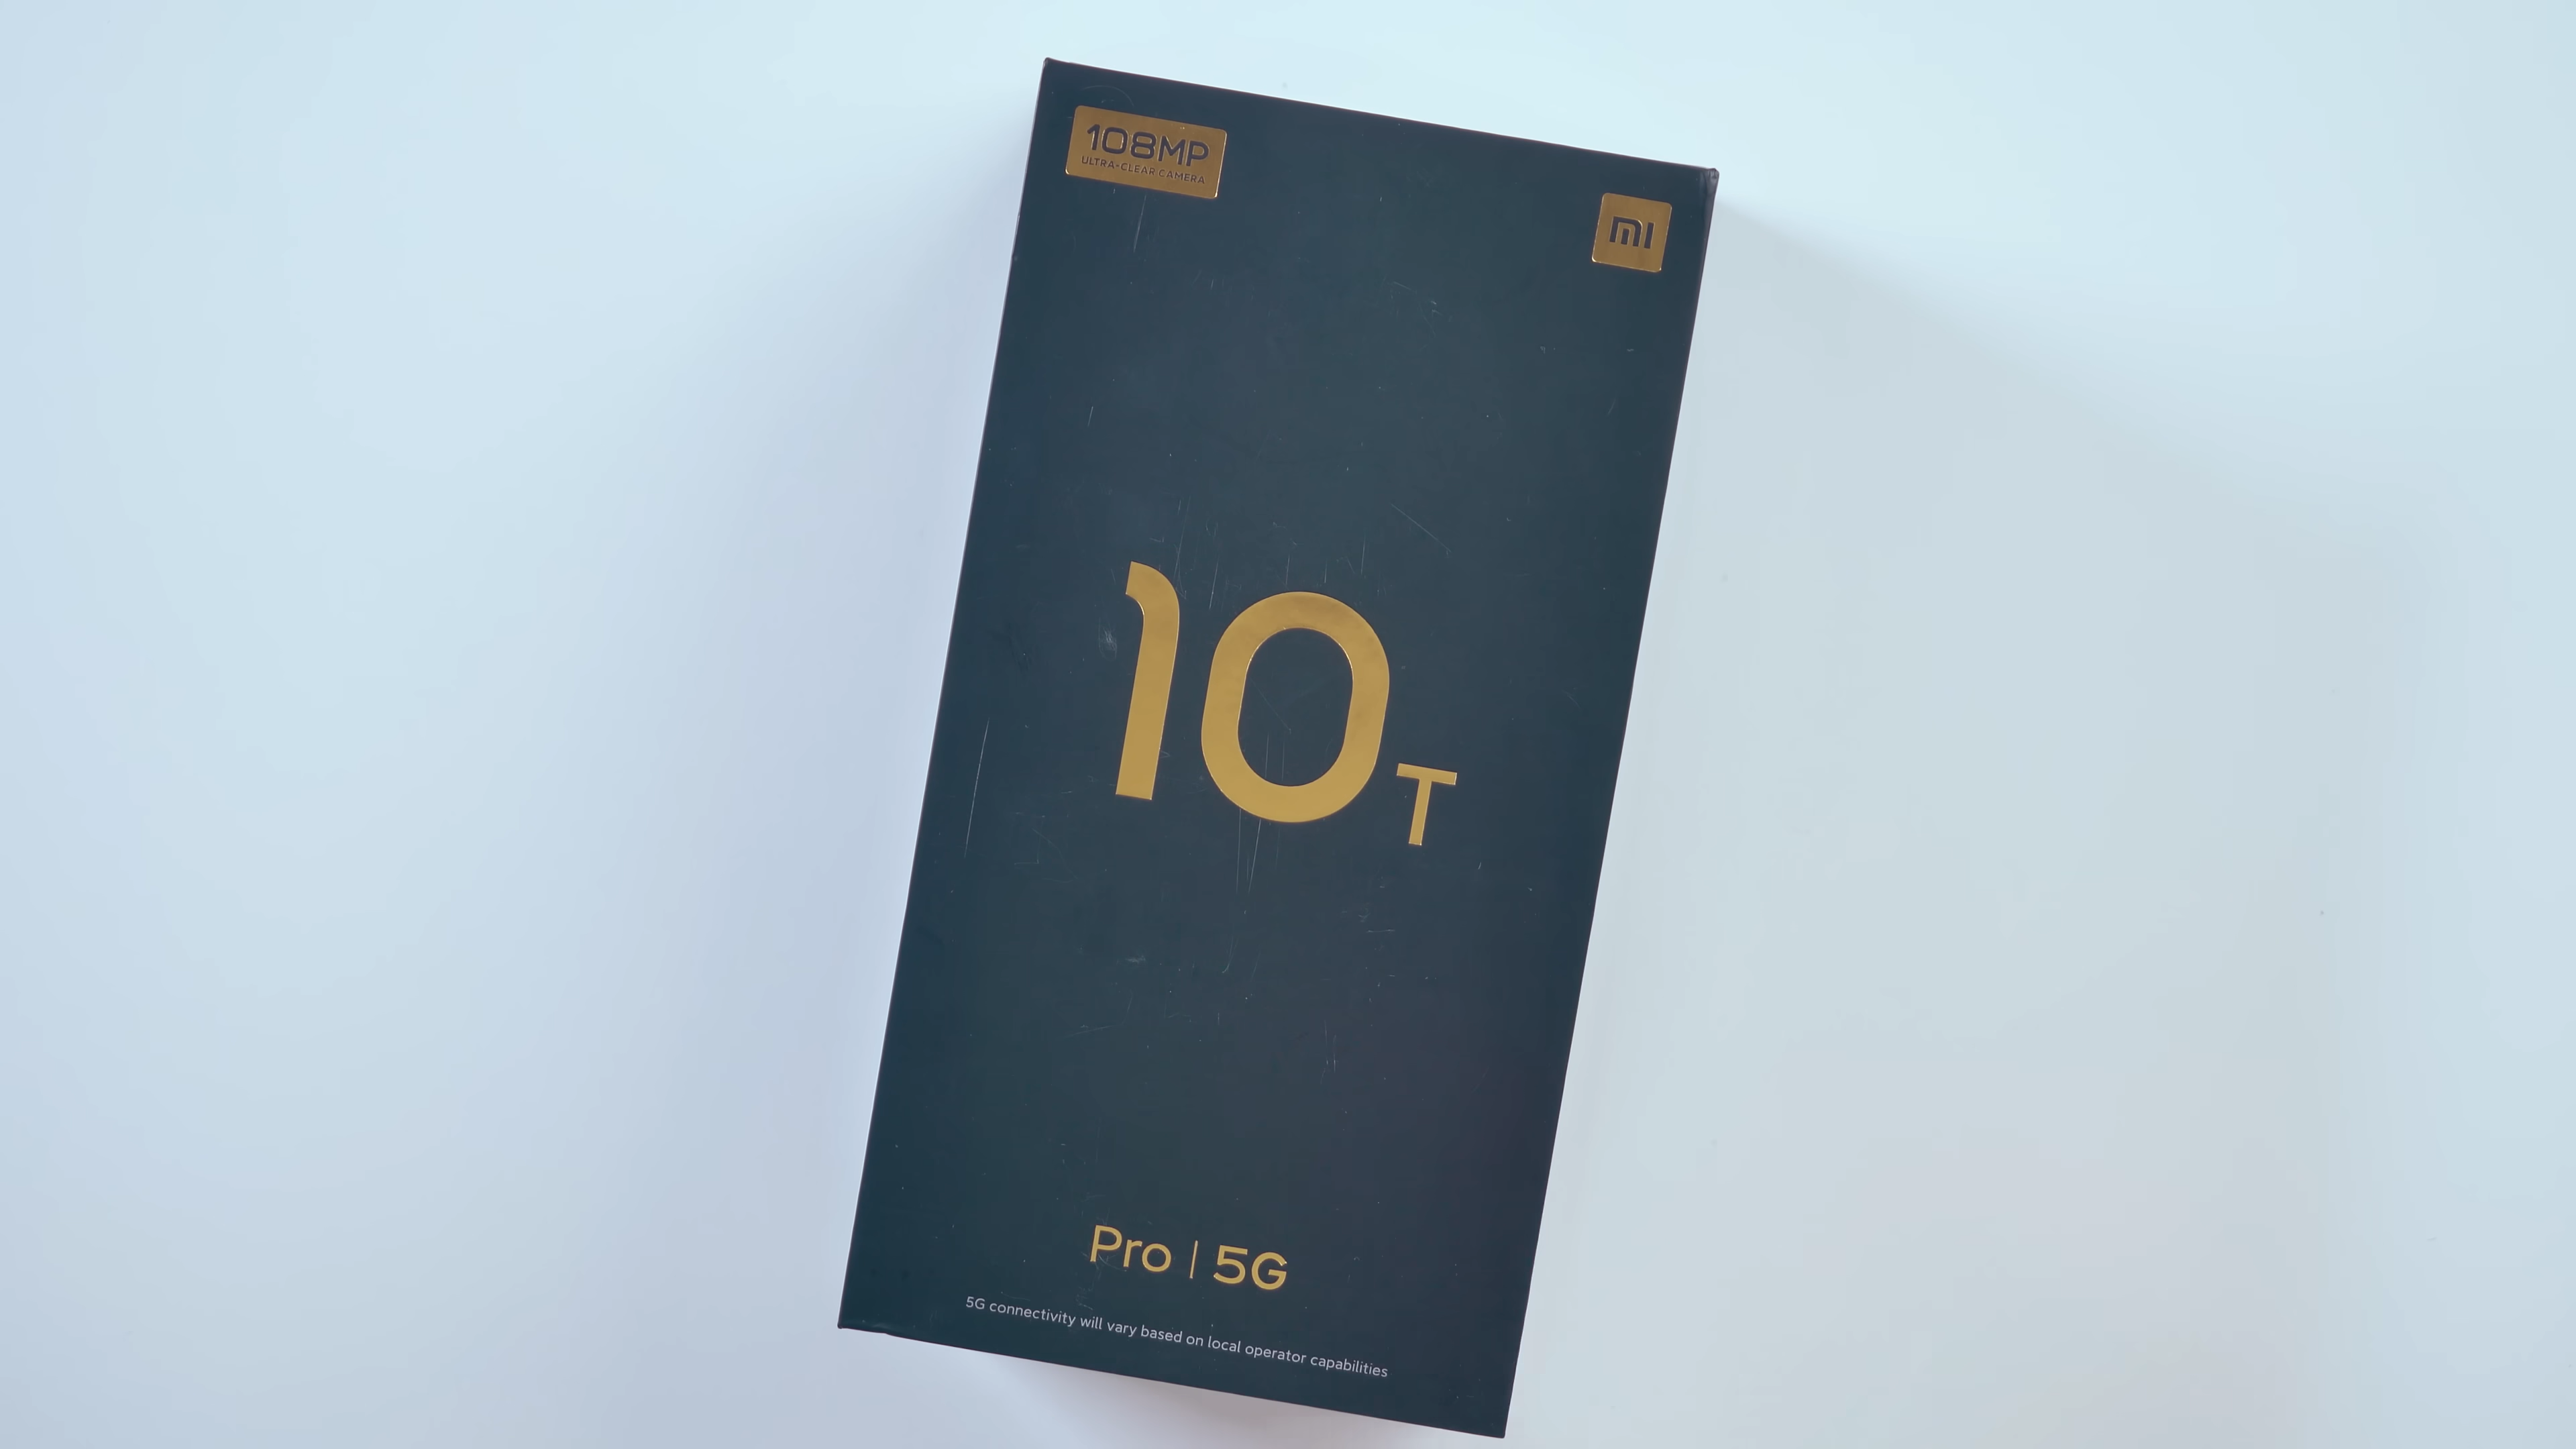 108MP
ULTRA-CLEAR CAMERA
mi
10T
Pro | 5G
5G connectivity will vary based on local operator capabilities